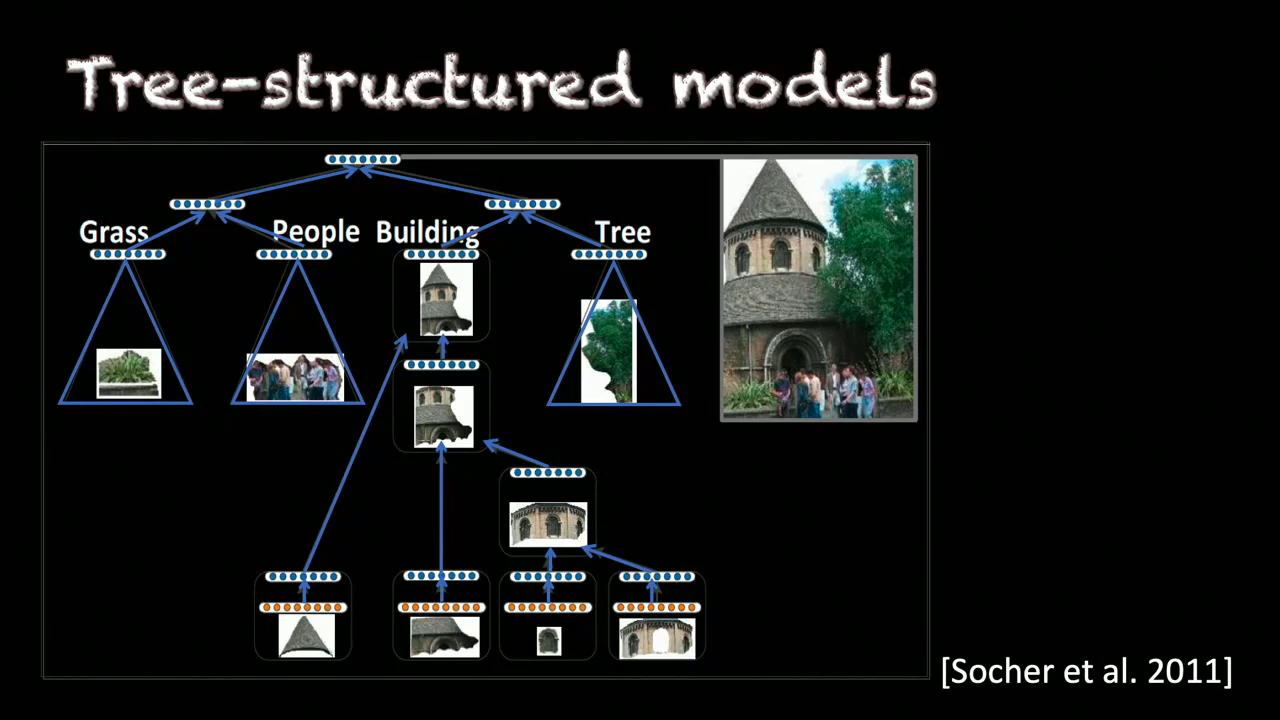 Tree-structured models
Grass People Building Tree
[Socher et al. 2011]